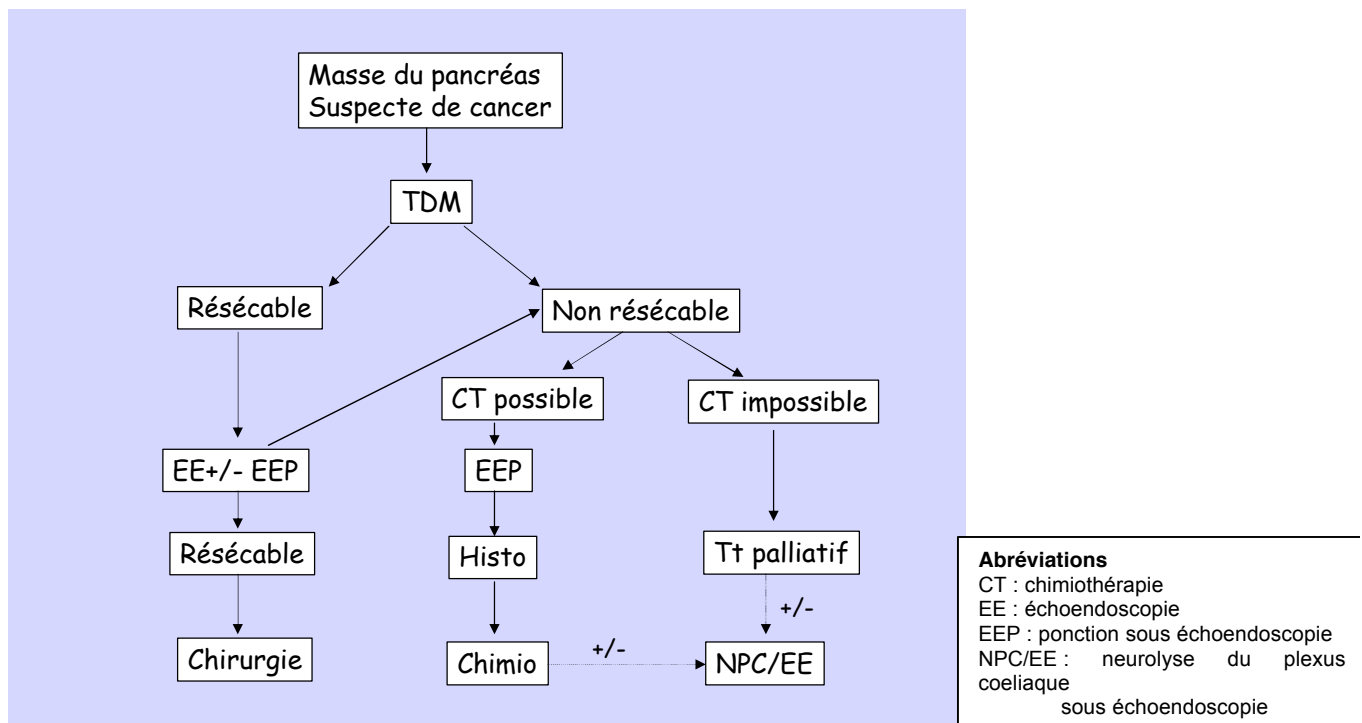 Masse du pancréas
Suspecte de cancer
TDM
Résécable
Non résécable
CT possible
CT impossible
EE+/- EEP
EEP
Résécable
Histo
Tt palliatif
+/-
Chirurgie
Chimio
+/-
NPC/EE
Abréviations
CT : chimiothérapie
EE : échoendoscopie
EEP : ponction sous échoendoscopie
NPC/EE : neurolyse du plexus
coeliaque
sous échoendoscopie